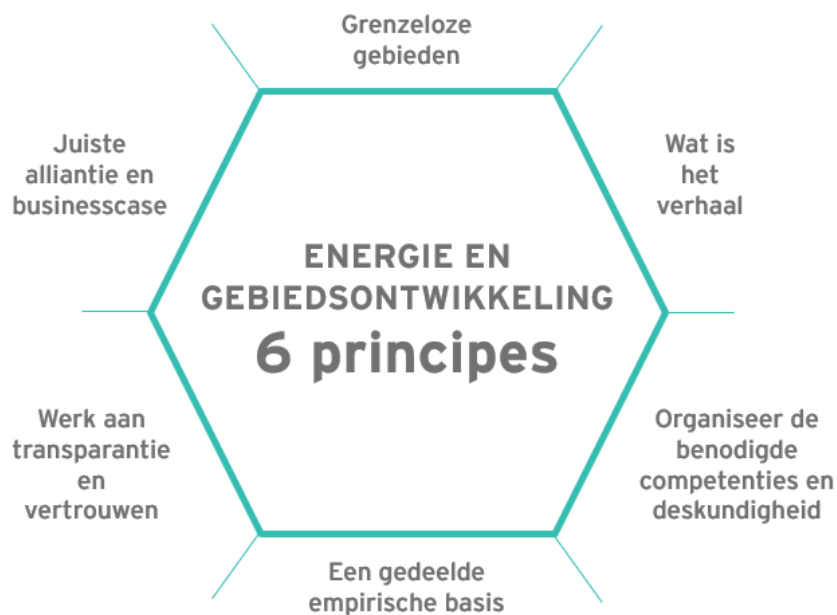 Grenzeloze
gebieden
Juiste
alliantie en
businesscase
Wat is
het
verhaal
ENERGIE EN
GEBIEDSONTWIKKELING
6 principes
Werk aan
transparantie
en
vertrouwen
Organiseer de
benodigde
competenties en
deskundigheid
Een gedeelde
empirische basis